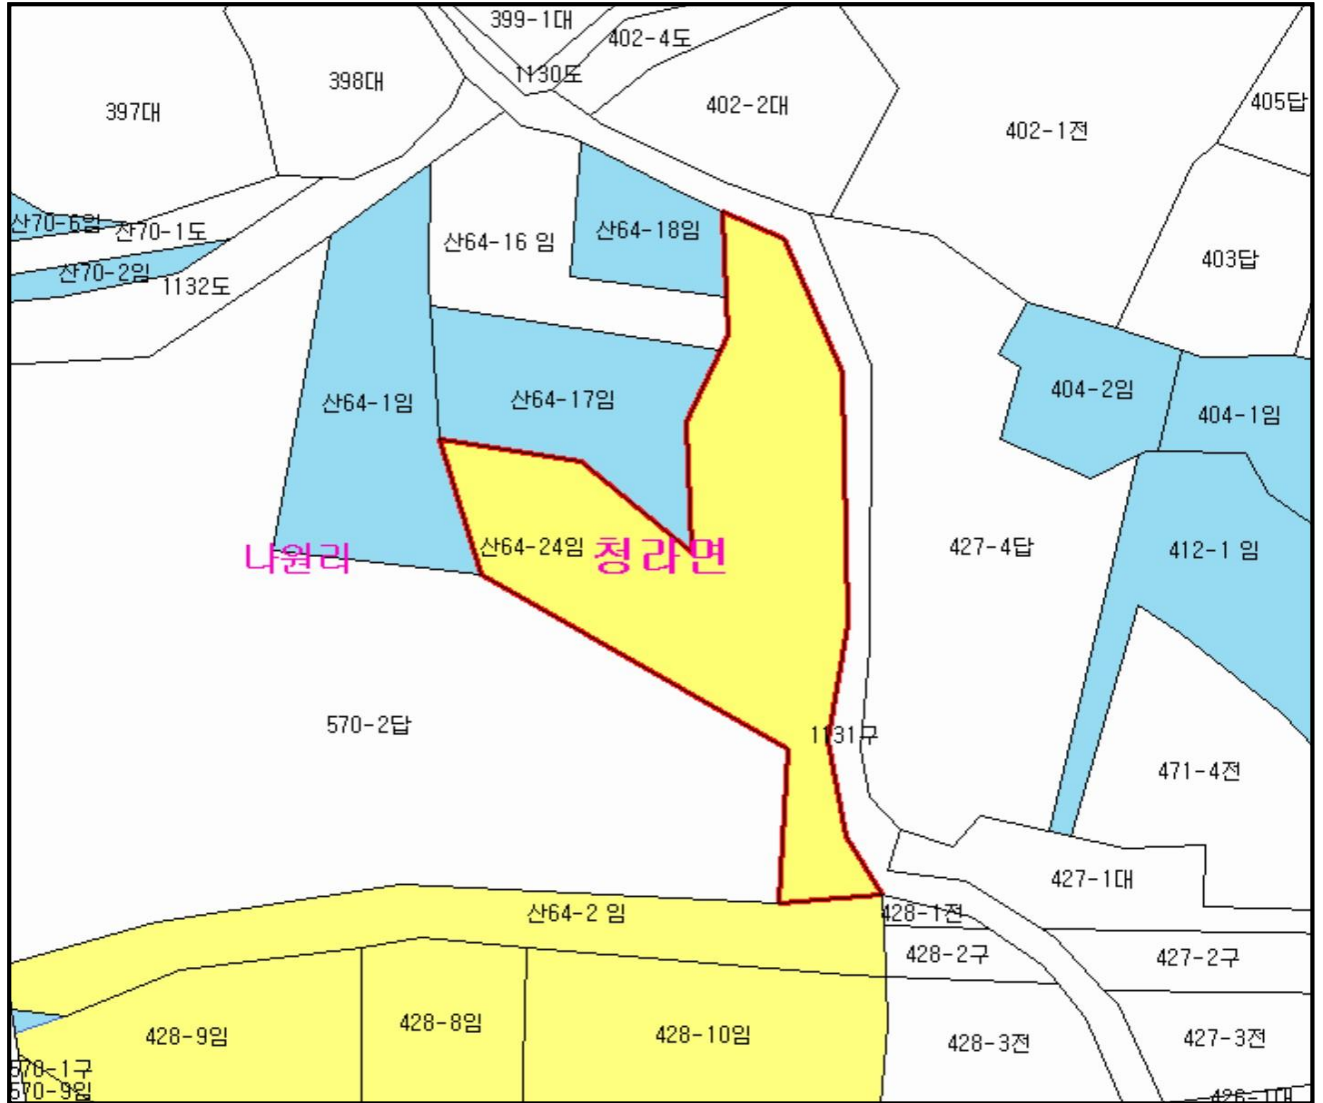 399-1대
402-4도
1130도
398대
397대
402-2대
402-1전
405답
산70-6임
산70-1도
산64-16 임
산64-18임
산70-2임
1132도
403답
산64-1임
산64-17임
404-2임
404-1임
산64-24임
청라면
나원리
427-4답
412-1 임
570-2답
1131구
471-4전
427-1대
산64-2 임
428-1전
428-2구
427-2구
428-9임
428-8임
428-10임
428-3전
427-3전
570-1구
570-9임
426-1대